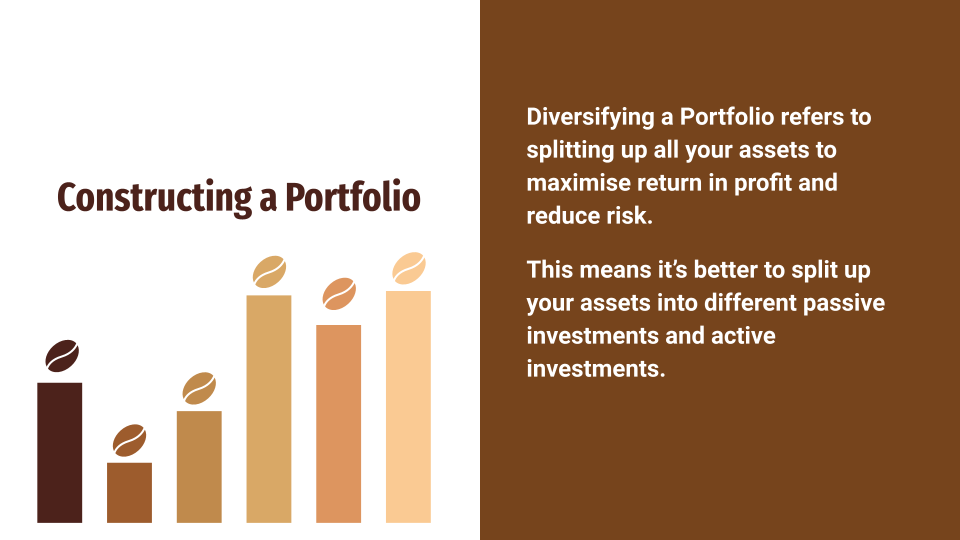 Constructing a Portfolio
Diversifying a Portfolio refers to
splitting up all your assets to
maximise return in profit and
reduce risk.
This means it’s better to split up
your assets into different passive
investments and active
investments.